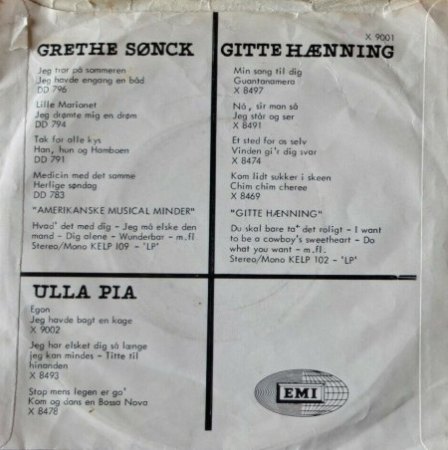 X 9001
GRETHE SØNCK
Jeg tror på sommeren
Jeg havde engang en båd
DD 796
Lille Marionet
Jeg drømte mig en drøm
DD 794
Tak for alle kys
Han, hun og Hamboen
DD 791
Medicin med det samme
Herlige søndag
DD 783
"AMERIKANSKE MUSICAL MINDER"
Hvad' det med dig - Jeg må elske den
mand - Dig alene - Wunderbar - m.fl
Stereo/Mono KELP 109 - 'LP'
GITTE HÆNNING
Min sang til dig
Guantanamera
X 8497
Nå, sir man så
Jeg står og ser
X 8491
Et sted for os selv
Vinden gi'r dig svar
X 8474
Kom lidt sukker i skeen
Chim chim cheree
X 8469
"GITTE HÆNNING"
Du skal bare ta' det roligt - I want
to be a cowboy's sweetheart - Do
what you want - m.fl.
Stereo/Mono KELP 102 - 'LP'
ULLA PIA
Egon
Jeg havde bagt en kage
X 9002
Jeg har elsket dig så længe
jeg kan mindes - Titte til
hinanden
X 8493
Stop mens legen er go'
Kom og dans en Bossa Nova
X 8478
EMI